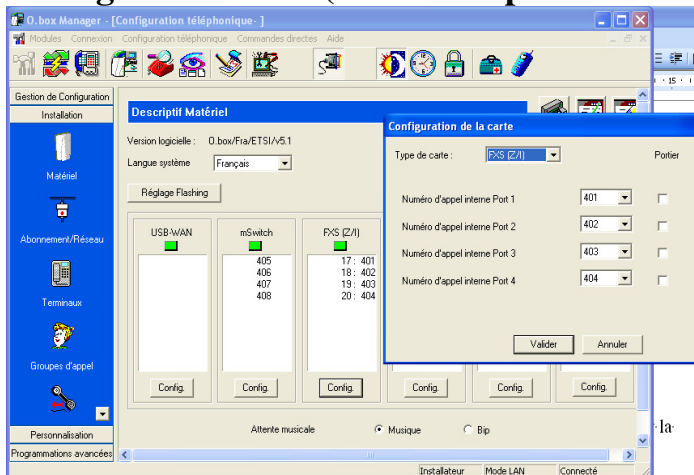 O.box Manager - [Configuration téléphonique- ]
Modules Connexion Configuration téléphonique Commandes directes Aide
Gestion de Configuration
Installation
Matériel
Abonnement/Réseau
Terminaux
Groupes d'appel
Personnalisation
Programmations avancées
Descriptif Matériel
Version logicielle : O.box/Fra/ETSI/v5.1
Langue système Français
Réglage Flashing
USB-WAN
mSwitch
405
406
407
408
FXS (Z/I)
17 : 401
18 : 402
19 : 403
20 : 404
Config. Config. Config. Config. Config. Config.
Attente musicale Musique Bip
Configuration de la carte
Type de carte : FXS (Z/I) Portier
Numéro d'appel interne Port 1 401
Numéro d'appel interne Port 2 402
Numéro d'appel interne Port 3 403
Numéro d'appel interne Port 4 404
Valider Annuler
Installateur Mode LAN Connecté
· 15 ·
la